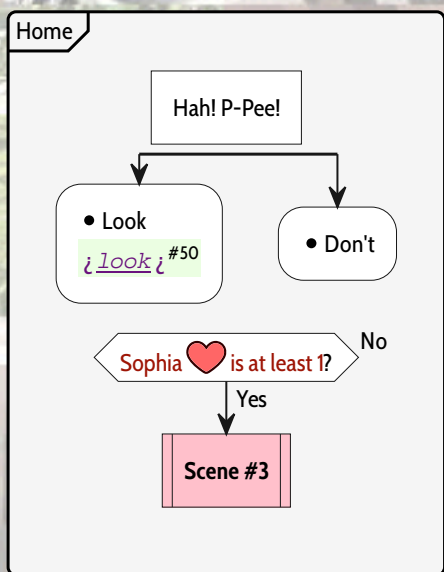 Home
Hah! P-Pee!
• Look
¿look¿#50
• Don't
Sophia ❤ is at least 1?
No
Yes
Scene #3